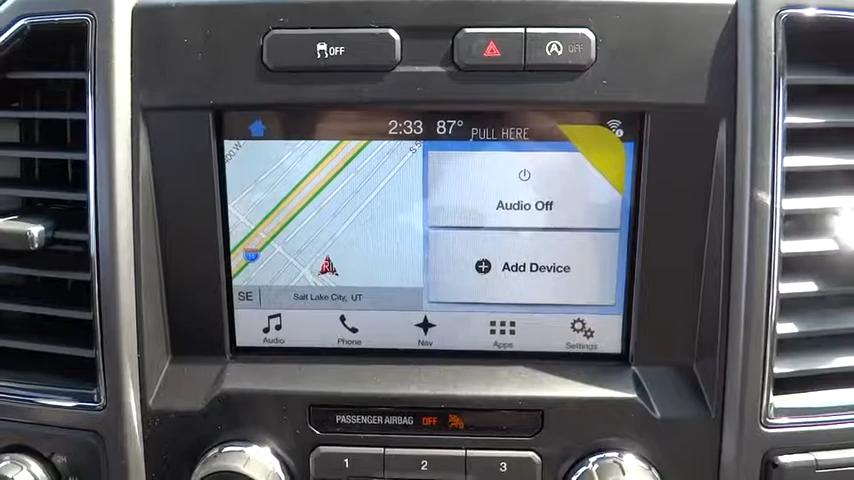 OFF
A OFF
2:33 87° PULL HERE
Audio Off
Add Device
SE
Salt Lake City, UT
Audio Phone Nav Apps Settings
PASSENGER AIRBAG OFF
1 2 3
2H